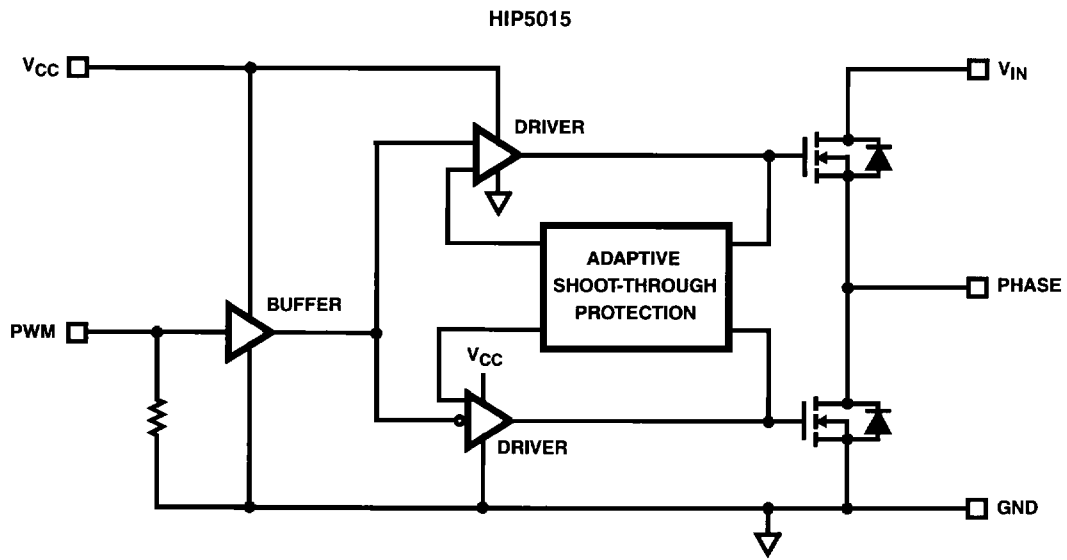 HIP5015
VCC
VIN
DRIVER
ADAPTIVE
SHOOT-THROUGH
PROTECTION
PHASE
BUFFER
PWM
VCC
DRIVER
GND